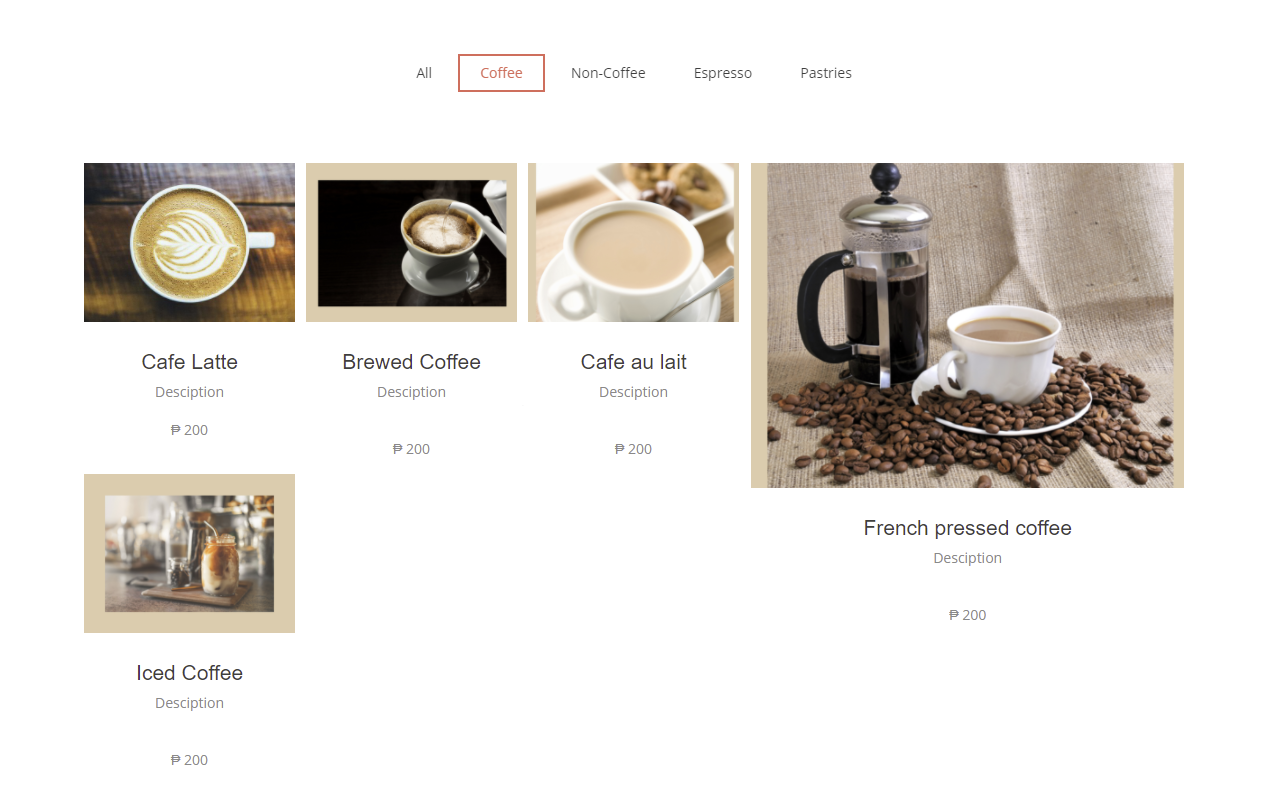 All
Coffee
Non-Coffee
Espresso
Pastries
Cafe Latte
Desciption
₱ 200
Brewed Coffee
Desciption
₱ 200
Cafe au lait
Desciption
₱ 200
French pressed coffee
Desciption
₱ 200
Iced Coffee
Desciption
₱ 200